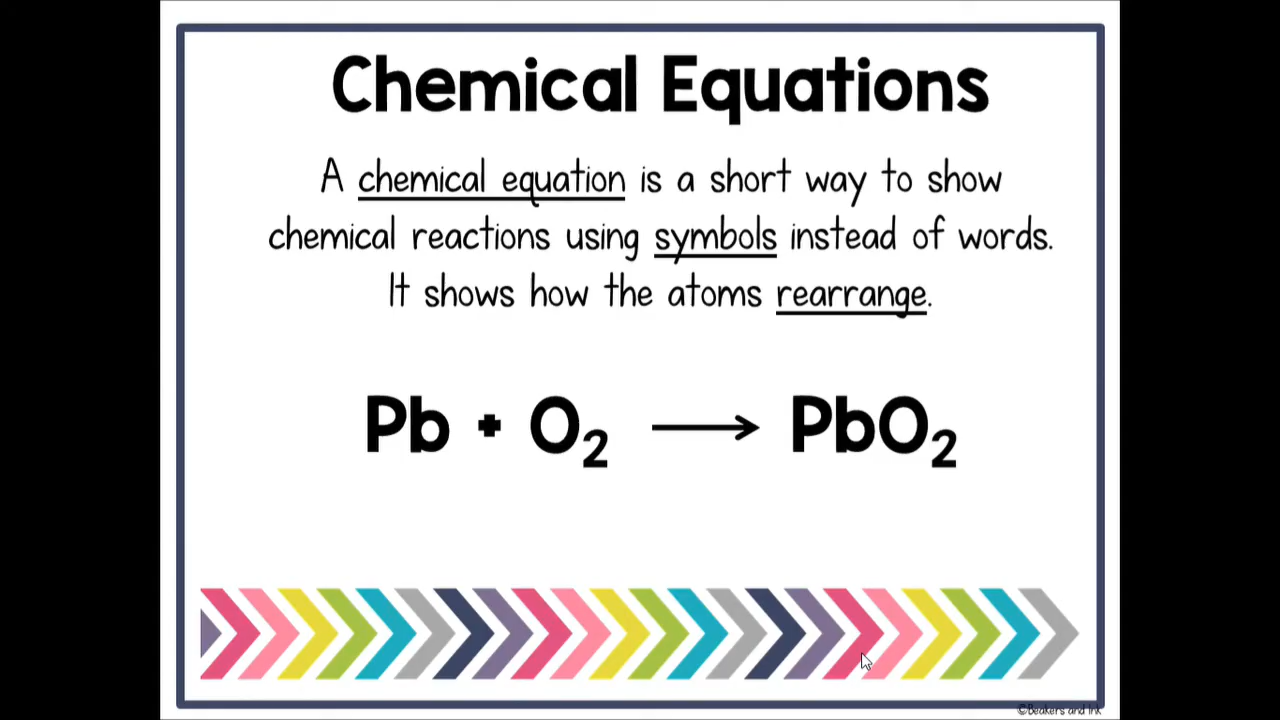 Chemical Equations
A chemical equation is a short way to show
chemical reactions using symbols instead of words.
It shows how the atoms rearrange.
Pb + O₂ ⟶ PbO₂
©Beakers and Ink